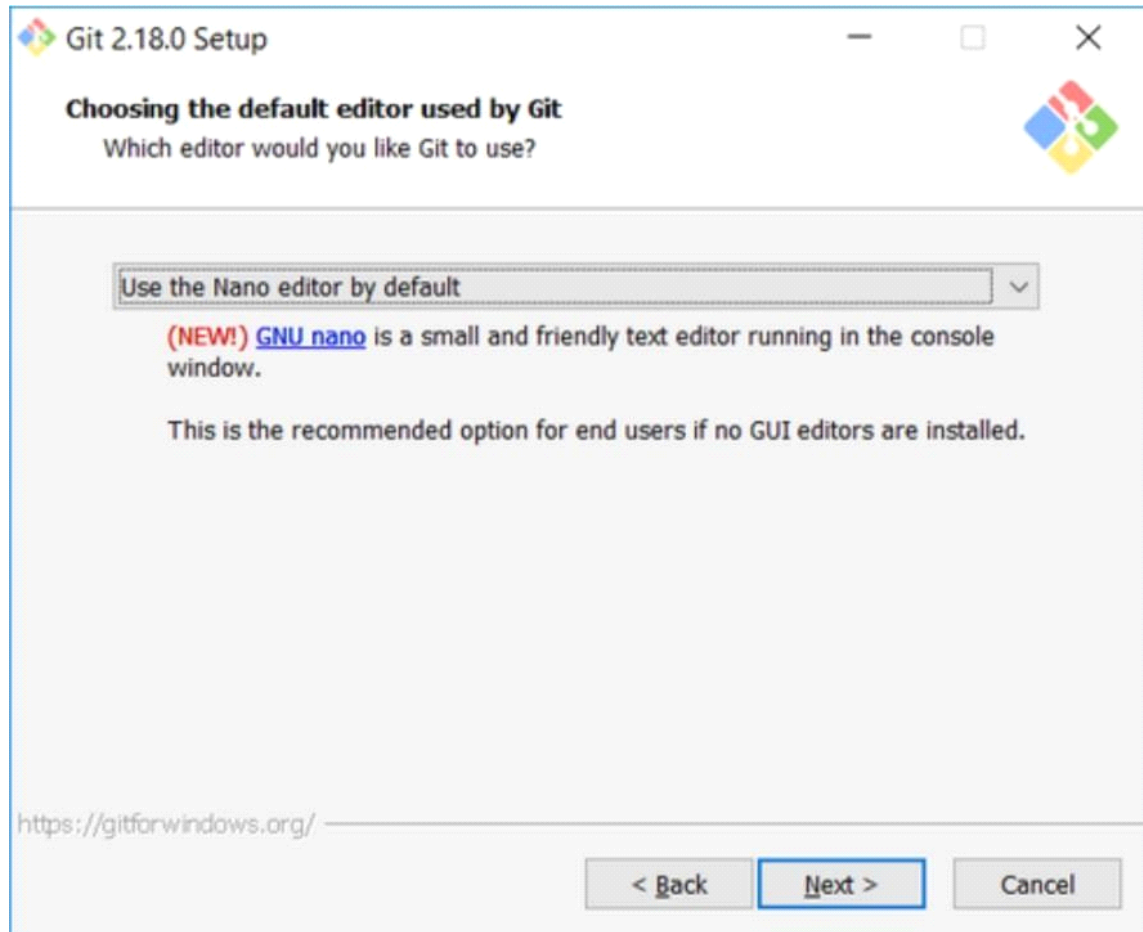 Git 2.18.0 Setup
Choosing the default editor used by Git
Which editor would you like Git to use?
Use the Nano editor by default
(NEW!) GNU nano is a small and friendly text editor running in the console
window.
This is the recommended option for end users if no GUI editors are installed.
https://gitforwindows.org/
< Back
Next >
Cancel